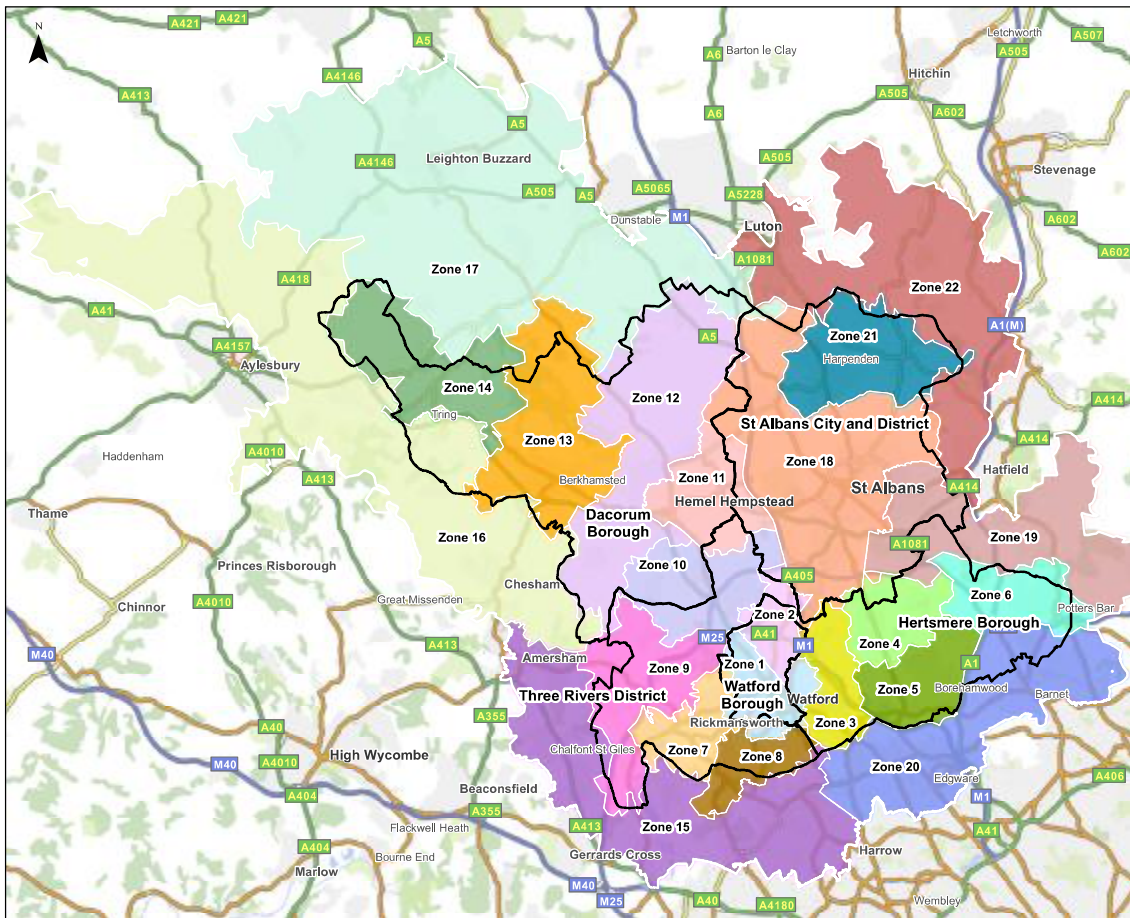 N
A421
A421
A5
A6
Barton le Clay
Letchworth
A507
A505
A4146
Hitchin
A413
A505
A602
A5
A4146
Leighton Buzzard
A505
Stevenage
A505
A5
A5065
A5228
Dunstable
M1
Luton
A602
A602
A1081
A418
Zone 17
Zone 22
A41
A1(M)
A4157
A5
Zone 21
Aylesbury
Harpenden
Zone 14
Zone 12
A414
Tring
St Albans City and District
Zone 13
A414
A4010
Haddenham
Zone 18
A413
Berkhamsted
Zone 11
Hatfield
St Albans
A414
Hemel Hempstead
Thame
Dacorum
Borough
Zone 16
A1081
Zone 19
Princes Risborough
Zone 10
A405
Chesham
Zone 6
Chinnor
A4010
Great Missenden
Zone 2
Potters Bar
Hertsmere Borough
M25
A41
M1
Zone 4
A413
M40
Amersham
Zone 9
Zone 1
A1
Three Rivers District
Watford
Borough
Watford
Zone 5
Borehamwood
Barnet
A355
Rickmansworth
Zone 3
A40
Chalfont St Giles
Zone 7
Zone 8
High Wycombe
M40
A4010
Zone 20
A406
Edgware
Beaconsfield
A404
M1
A355
Flackwell Heath
A413
Zone 15
A41
A404
Bourne End
Gerrards Cross
Harrow
Marlow
M40
M25
A40
A4180
Wembley